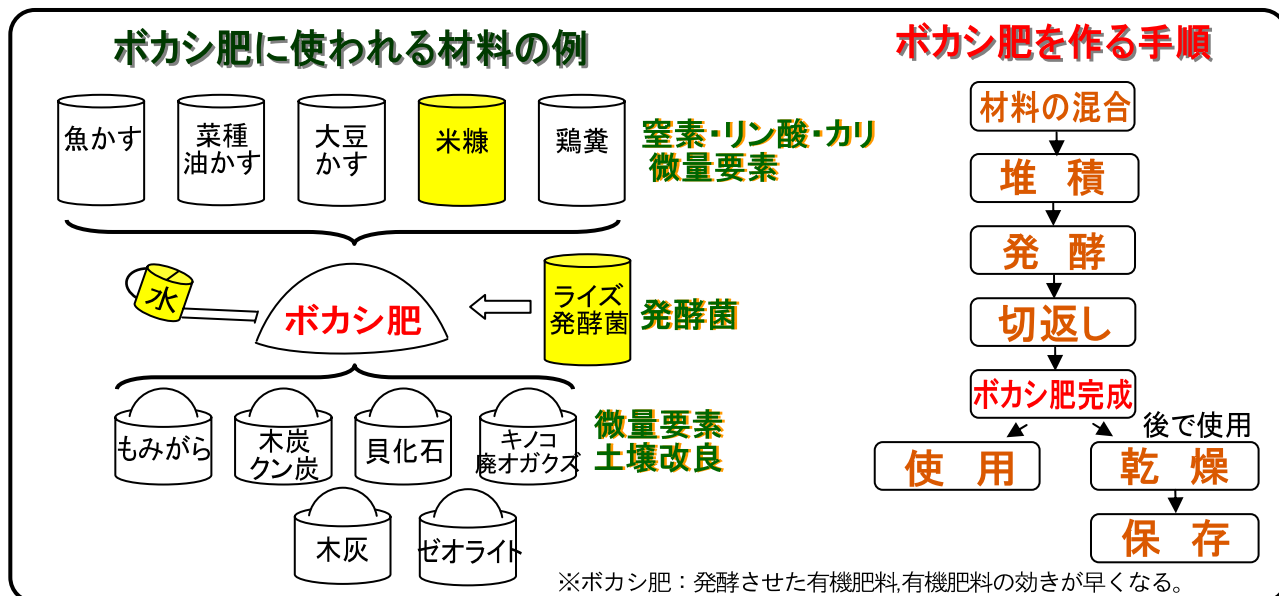 ボカシ肥に使われる材料の例
魚かす
菜種
油かす
大豆
かす
米糠
鶏糞
窒素・リン酸・カリ
微量要素
水
ボカシ肥
ライズ
発酵菌
発酵菌
もみがら
木炭
クン炭
貝化石
キノコ
廃オガクズ
微量要素
土壌改良
木灰
ゼオライト
ボカシ肥を作る手順
材料の混合
堆 積
発 酵
切返し
ボカシ肥完成
後で使用
使 用
乾 燥
保 存
※ボカシ肥：発酵させた有機肥料,有機肥料の効きが早くなる。